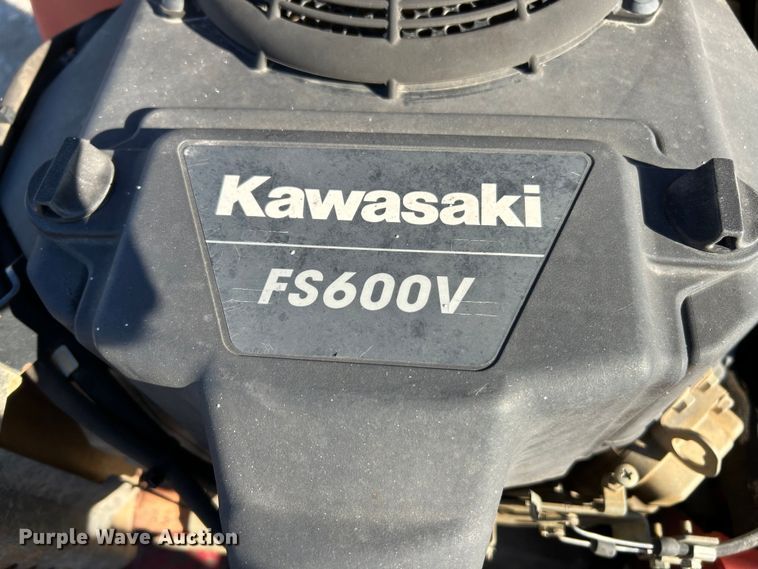 Kawasaki
FS600V
Purple Wave Auction